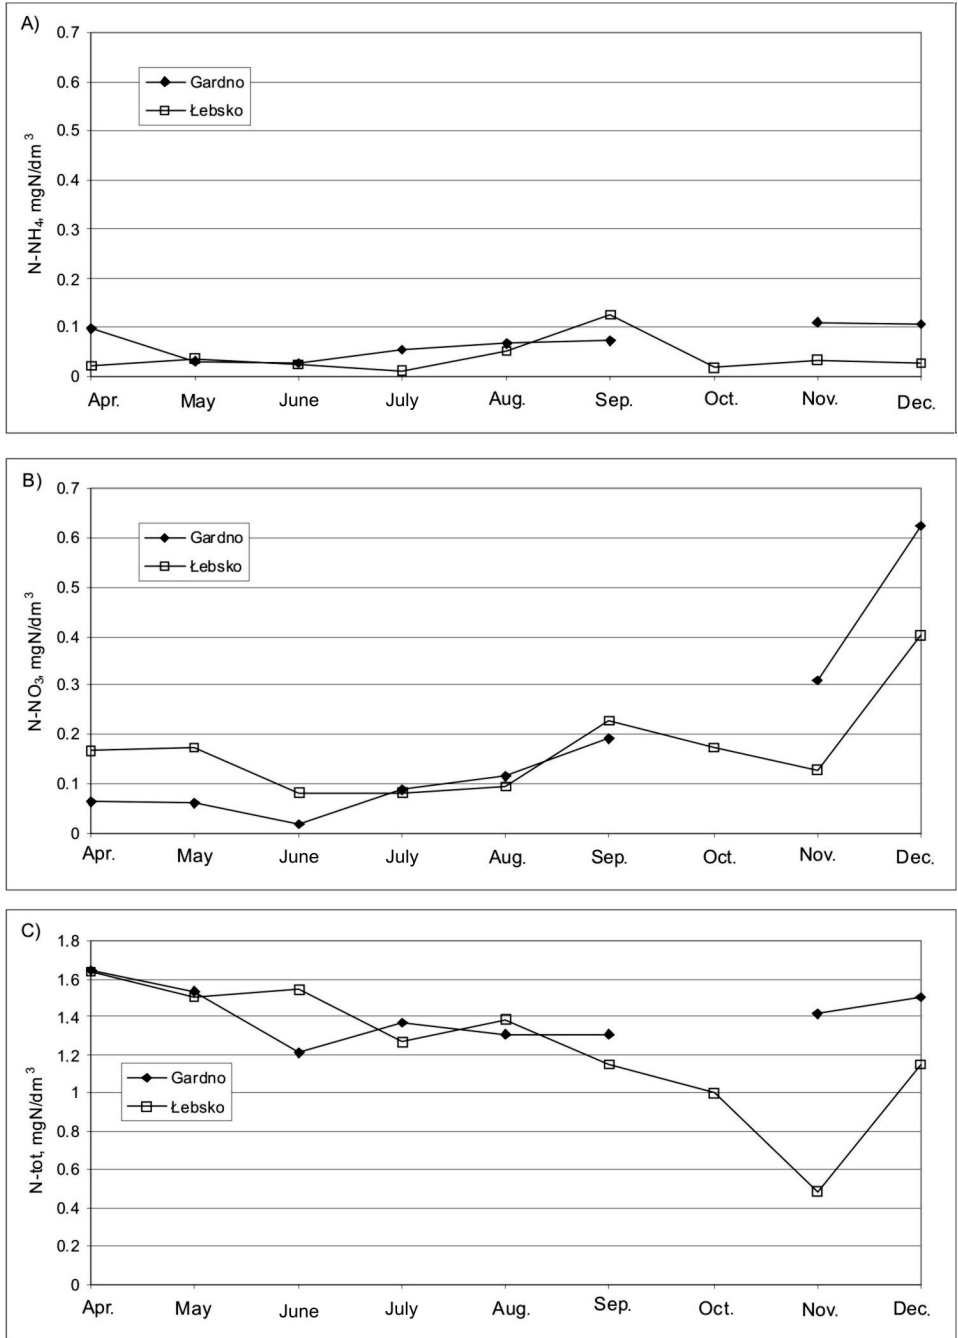 A)
0.7
0.6
0.5
0.4
0.3
0.2
0.1
0
N-NH₄, mgN/dm³
Gardno
Łebsko
Apr. May June July Aug. Sep. Oct. Nov. Dec.
B)
0.7
0.6
0.5
0.4
0.3
0.2
0.1
0
N-NO₃, mgN/dm³
Gardno
Łebsko
Apr. May June July Aug. Sep. Oct. Nov. Dec.
C)
1.8
1.6
1.4
1.2
1
0.8
0.6
0.4
0.2
0
N-tot, mgN/dm³
Gardno
Łebsko
Apr. May June July Aug. Sep. Oct. Nov. Dec.